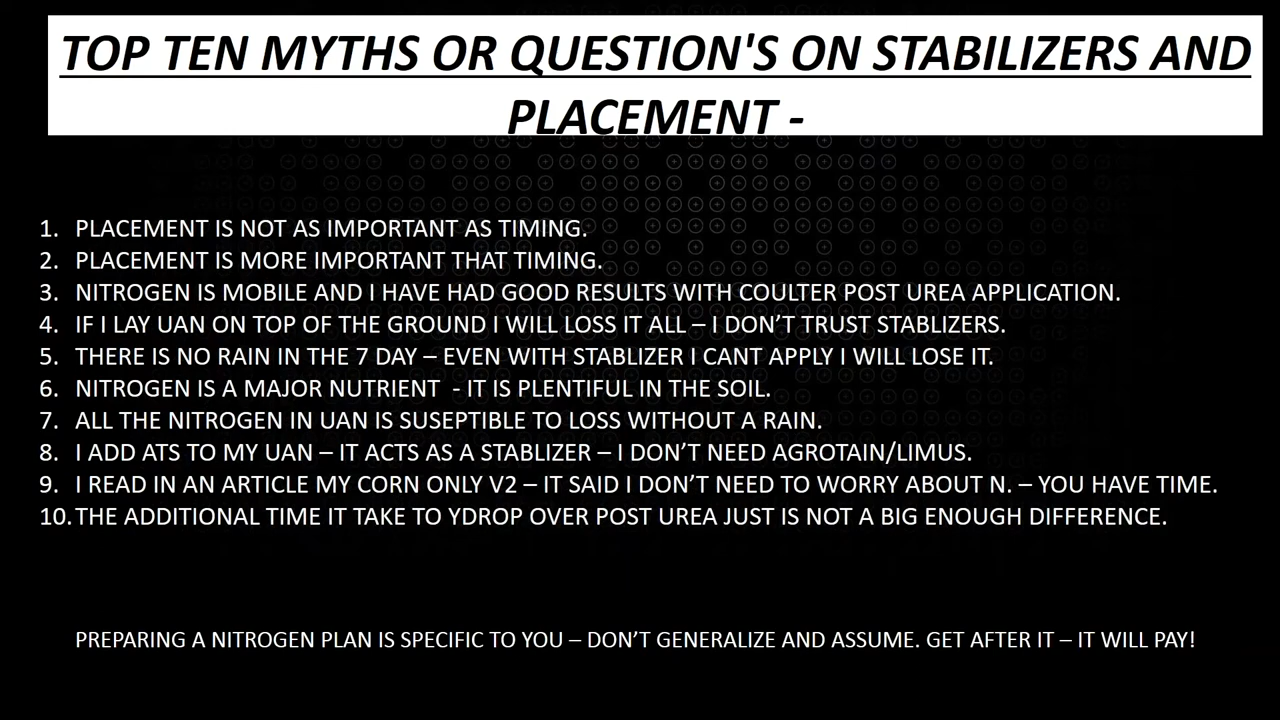 TOP TEN MYTHS OR QUESTION'S ON STABILIZERS AND
PLACEMENT -
1. PLACEMENT IS NOT AS IMPORTANT AS TIMING.
2. PLACEMENT IS MORE IMPORTANT THAT TIMING.
3. NITROGEN IS MOBILE AND I HAVE HAD GOOD RESULTS WITH COULTER POST UREA APPLICATION.
4. IF I LAY UAN ON TOP OF THE GROUND I WILL LOSS IT ALL – I DON'T TRUST STABLIZERS.
5. THERE IS NO RAIN IN THE 7 DAY – EVEN WITH STABLIZER I CANT APPLY I WILL LOSE IT.
6. NITROGEN IS A MAJOR NUTRIENT - IT IS PLENTIFUL IN THE SOIL.
7. ALL THE NITROGEN IN UAN IS SUSEPTIBLE TO LOSS WITHOUT A RAIN.
8. I ADD ATS TO MY UAN – IT ACTS AS A STABLIZER – I DON'T NEED AGROTAIN/LIMUS.
9. I READ IN AN ARTICLE MY CORN ONLY V2 – IT SAID I DON'T NEED TO WORRY ABOUT N. – YOU HAVE TIME.
10. THE ADDITIONAL TIME IT TAKE TO YDROP OVER POST UREA JUST IS NOT A BIG ENOUGH DIFFERENCE.
PREPARING A NITROGEN PLAN IS SPECIFIC TO YOU – DON'T GENERALIZE AND ASSUME. GET AFTER IT – IT WILL PAY!